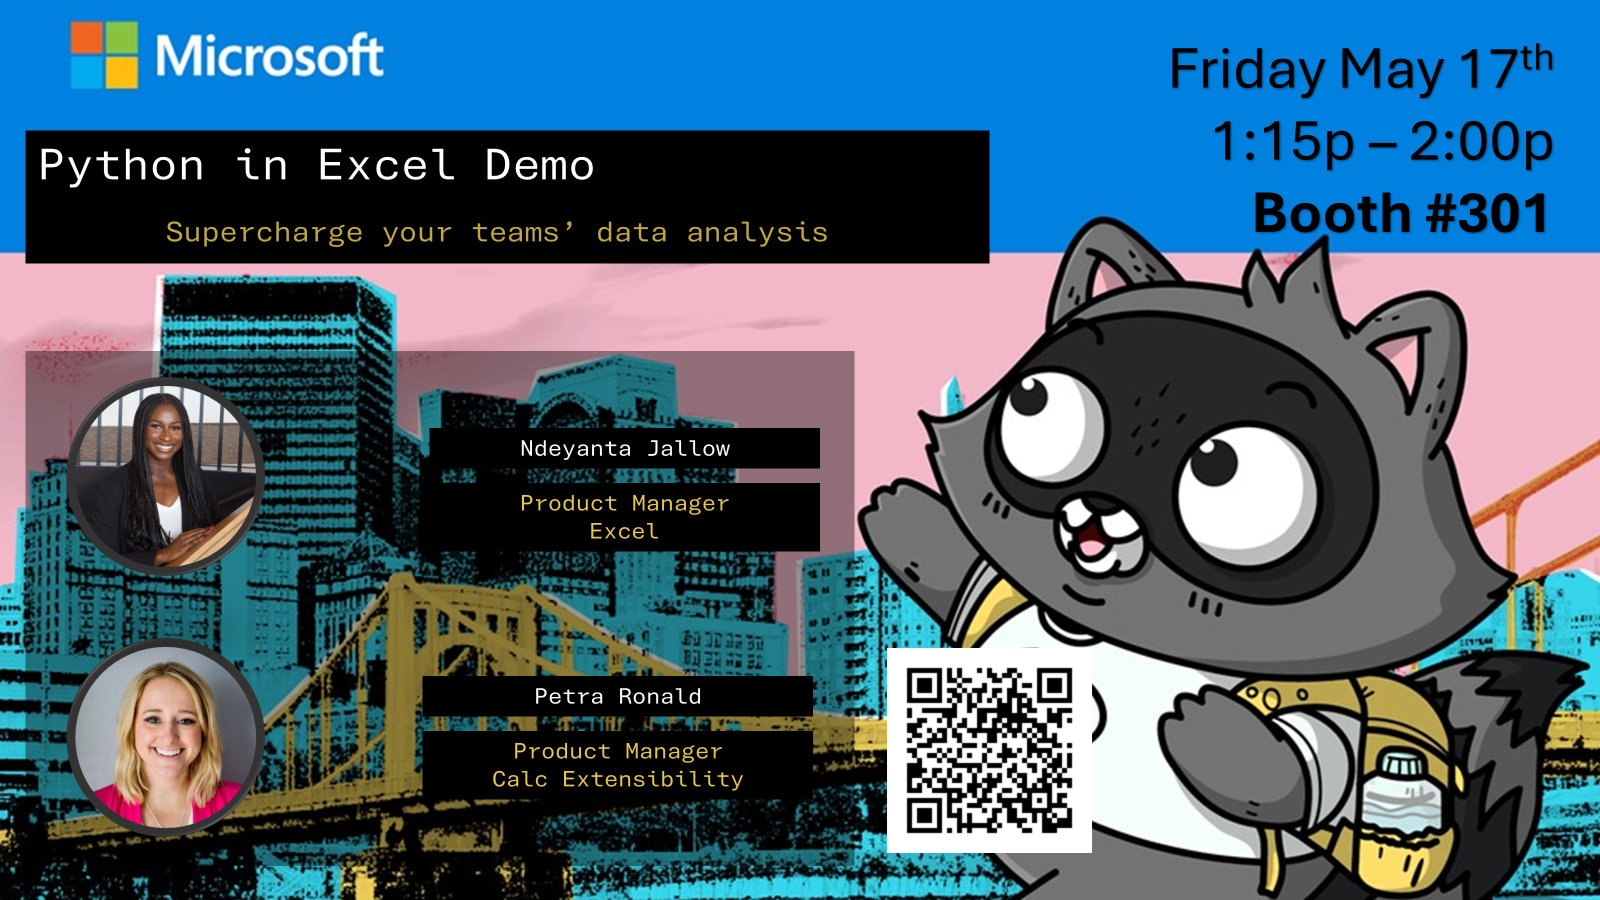 Microsoft
Friday May 17th
1:15p – 2:00p
Booth #301
Python in Excel Demo
Supercharge your teams’ data analysis
Ndeyanta Jallow
Product Manager
Excel
Petra Ronald
Product Manager
Calc Extensibility